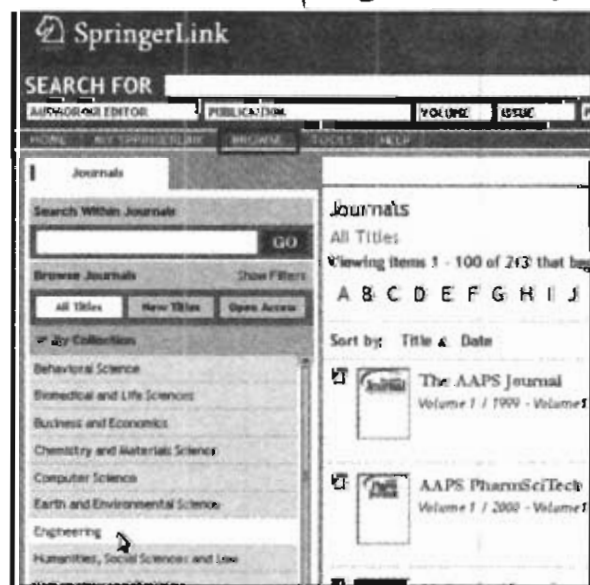 SpringerLink
SEARCH FOR
AUTHOR OR EDITOR PUBLICATION VOLUME ISSUE
HOME MY SPRINGERLINK BROWSE TOOLS HELP
Journals
Search Within Journals
GO
Browse Journals Show Filters
All Titles New Titles Open Access
By Collection
Behavioral Science
Biomedical and Life Sciences
Business and Economics
Chemistry and Materials Science
Computer Science
Earth and Environmental Science
Engineering
Humanities, Social Sciences and Law
Journals
All Titles
Viewing items 1 - 100 of 213 that
A B C D E F G H I J
Sort by: Title & Date
The AAPS Journal
Volume 1 / 1999 - Volume
AAPS PharmSciTech
Volume 1 / 2000 - Volume